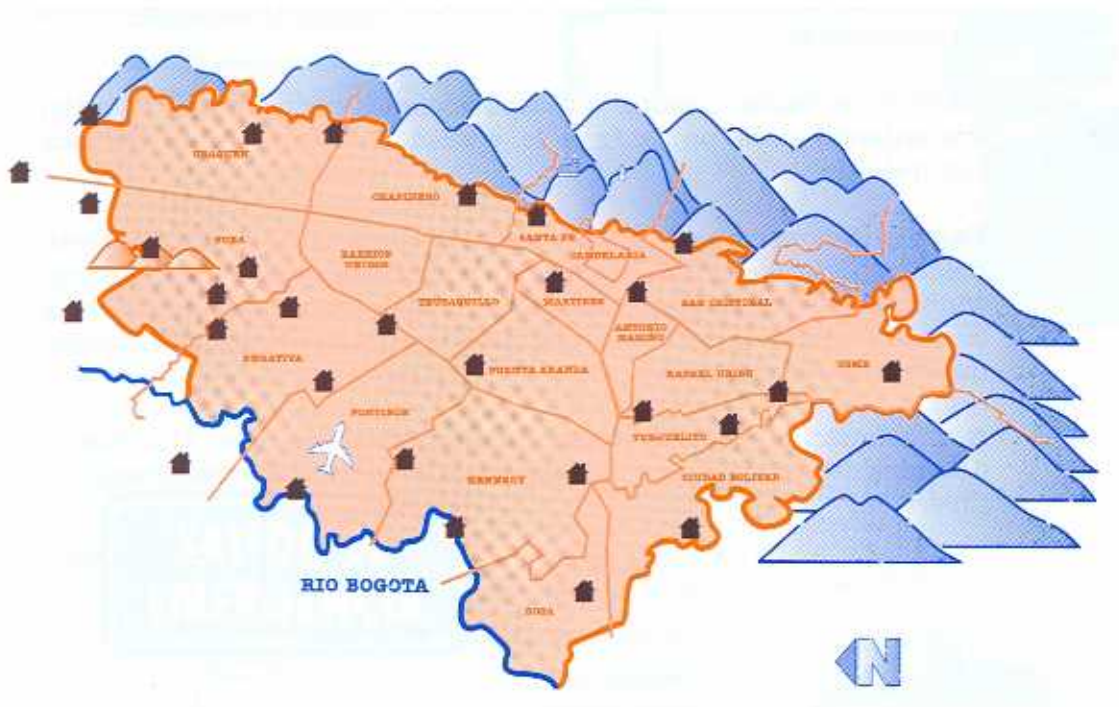 USAQUEN
CHAPINERO
SUBA
BARRIOS
UNIDOS
SANTA FE
CANDELARIA
TEUSAQUILLO
MARTIRES
SAN CRISTOBAL
ANTONIO
NARIÑO
ENGATIVA
PUENTE ARANDA
RAFAEL URIBE
USME
FONTIBON
TUNJUELITO
KENNEDY
CIUDAD BOLIVAR
RIO BOGOTA
BOSA
N